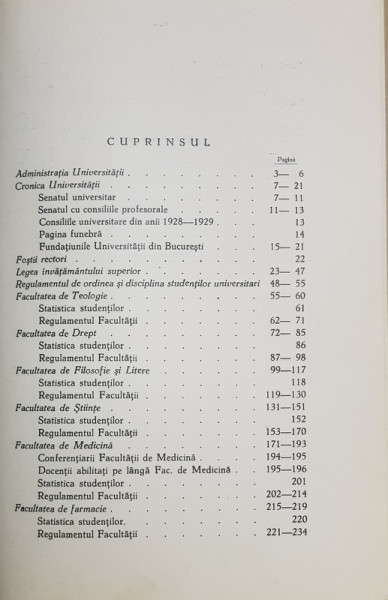 CUPRINSUL
Pagina
Administrația Universității . . . . . . . . 3— 6
Cronica Universității . . . . . . . . . 7— 21
Senatul universitar . . . . . . . . 7— 11
Senatul cu consiliile profesorale . . . . . 11— 13
Consiliile universitare din anii 1928—1929 . . . 13
Pagina funebră . . . . . . . . . 14
Fundațiunile Universității din București . . . . 15— 21
Foștii rectori . . . . . . . . . . 22
Legea învățământului superior . . . . . . . 23— 47
Regulamentul de ordinea și disciplina studenților universitari 48— 55
Facultatea de Teologie . . . . . . . . . 55— 60
Statistica studenților . . . . . . . . 61
Regulamentul Facultății . . . . . . . 62— 71
Facultatea de Drept . . . . . . . . . 72— 85
Statistica studenților . . . . . . . . 86
Regulamentul Facultății . . . . . . . 87— 98
Facultatea de Filosofie și Litere . . . . . . 99—117
Statistica studenților . . . . . . . . 118
Regulamentul Facultății . . . . . . . 119—130
Facultatea de Științe . . . . . . . . . 131—151
Statistica studenților . . . . . . . . 152
Regulamentul Facultății . . . . . . . 153—170
Facultatea de Medicină . . . . . . . . 171—193
Conferențiarii Facultății de Medicină . . . . 194—195
Docenții abilitați pe lângă Fac. de Medicină . . 195—196
Statistica studenților . . . . . . . . 201
Regulamentul Facultății . . . . . . . 202—214
Facultatea de farmacie . . . . . . . . . 215—219
Statistica studenților. . . . . . . . 220
Regulamentul Facultății . . . . . . . 221—234